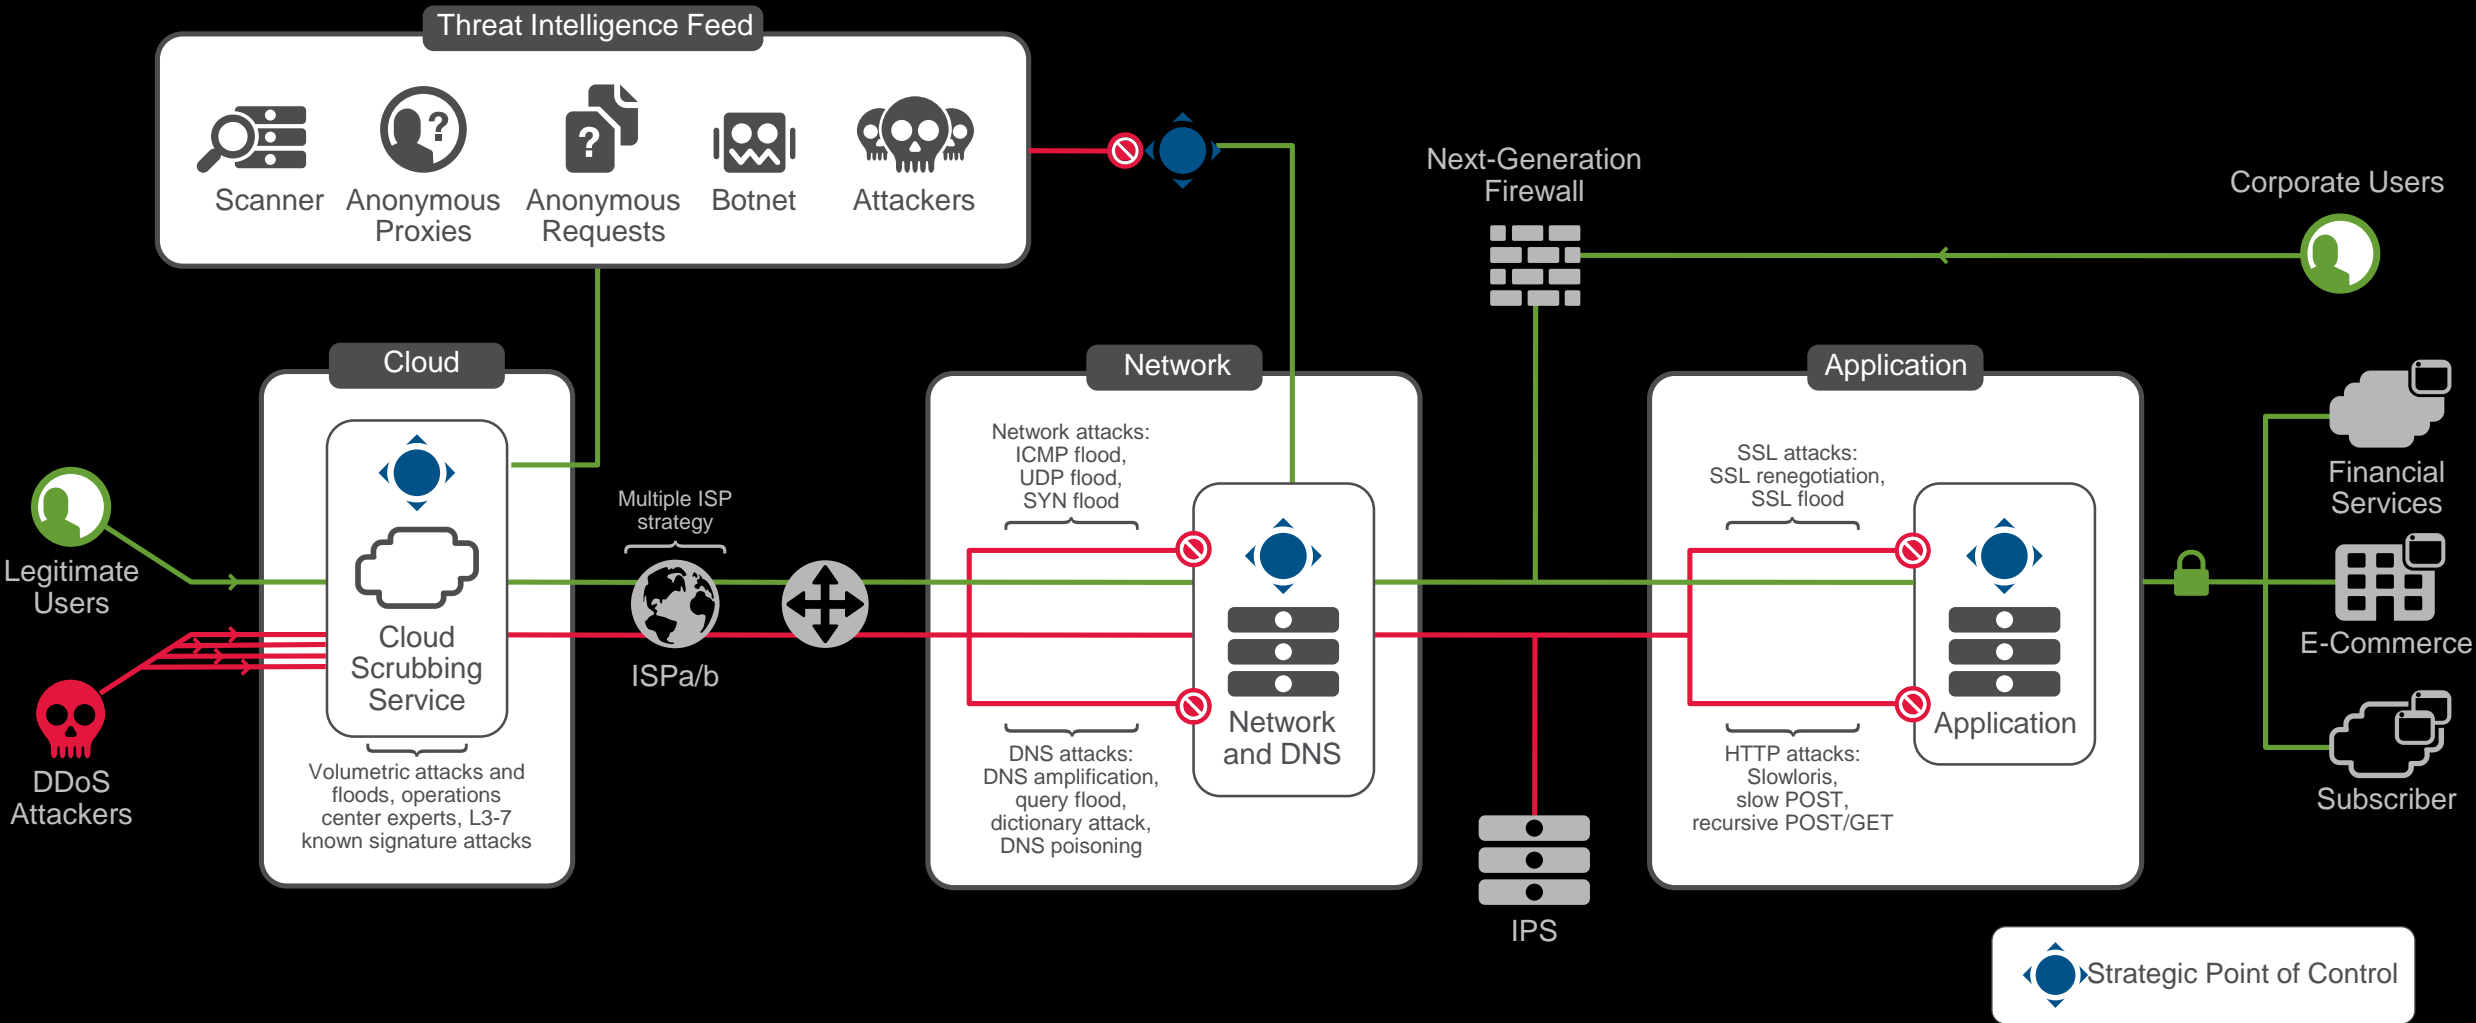 Threat Intelligence Feed
?
?
Scanner
Anonymous
Proxies
Anonymous
Requests
Botnet
Attackers
Next-Generation
Firewall
Corporate Users
Cloud
Network
Application
Legitimate
Users
DDoS
Attackers
Cloud
Scrubbing
Service
Volumetric attacks and
floods, operations
center experts, L3-7
known signature attacks
Multiple ISP
strategy
ISPa/b
Network attacks:
ICMP flood,
UDP flood,
SYN flood
DNS attacks:
DNS amplification,
query flood,
dictionary attack,
DNS poisoning
Network
and DNS
IPS
SSL attacks:
SSL renegotiation,
SSL flood
HTTP attacks:
Slowloris,
slow POST,
recursive POST/GET
Application
Financial
Services
E-Commerce
Subscriber
Strategic Point of Control